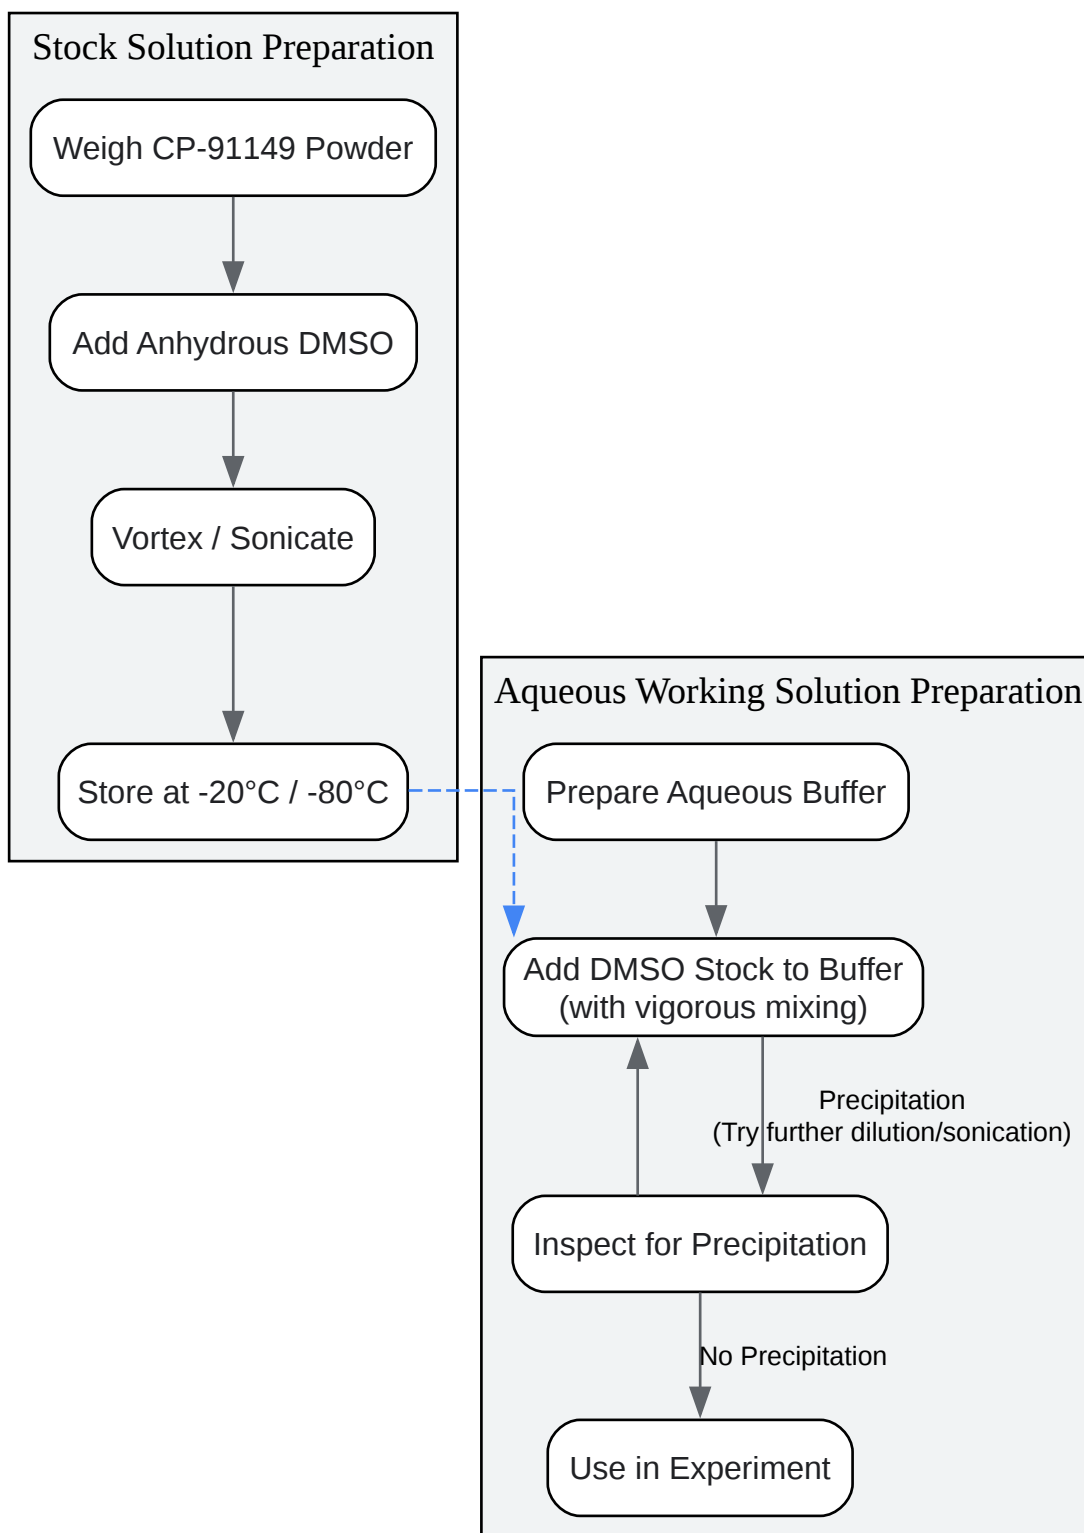 Stock Solution Preparation
Weigh CP-91149 Powder
Add Anhydrous DMSO
Vortex / Sonicate
Store at -20°C / -80°C
Aqueous Working Solution Preparation
Prepare Aqueous Buffer
Add DMSO Stock to Buffer
(with vigorous mixing)
Precipitation
(Try further dilution/sonication)
Inspect for Precipitation
No Precipitation
Use in Experiment